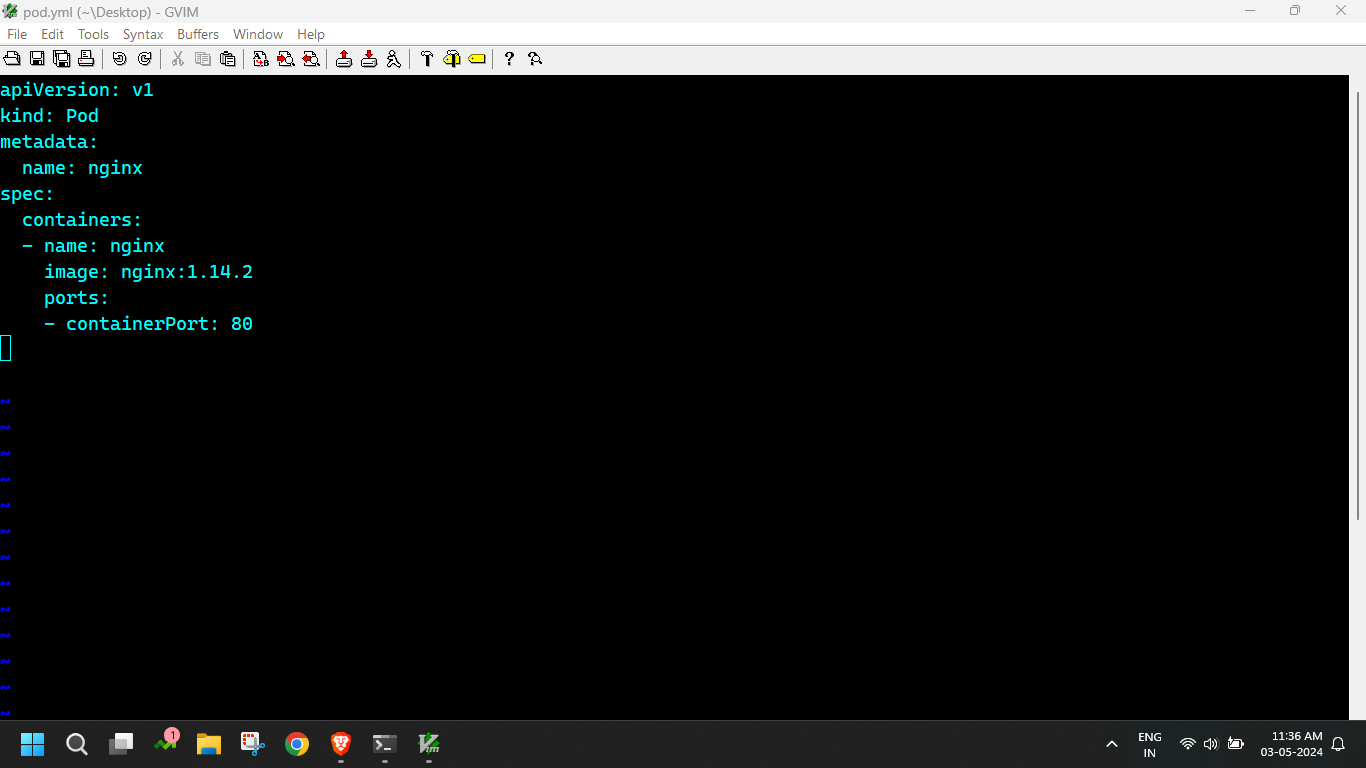 pod.yml (~\Desktop) - GVIM
File Edit Tools Syntax Buffers Window Help
apiVersion: v1
kind: Pod
metadata:
  name: nginx
spec:
  containers:
  - name: nginx
    image: nginx:1.14.2
    ports:
    - containerPort: 80
~
~
~
~
~
~
~
~
~
~
~
~
~
1
ENG
IN
11:36 AM
03-05-2024